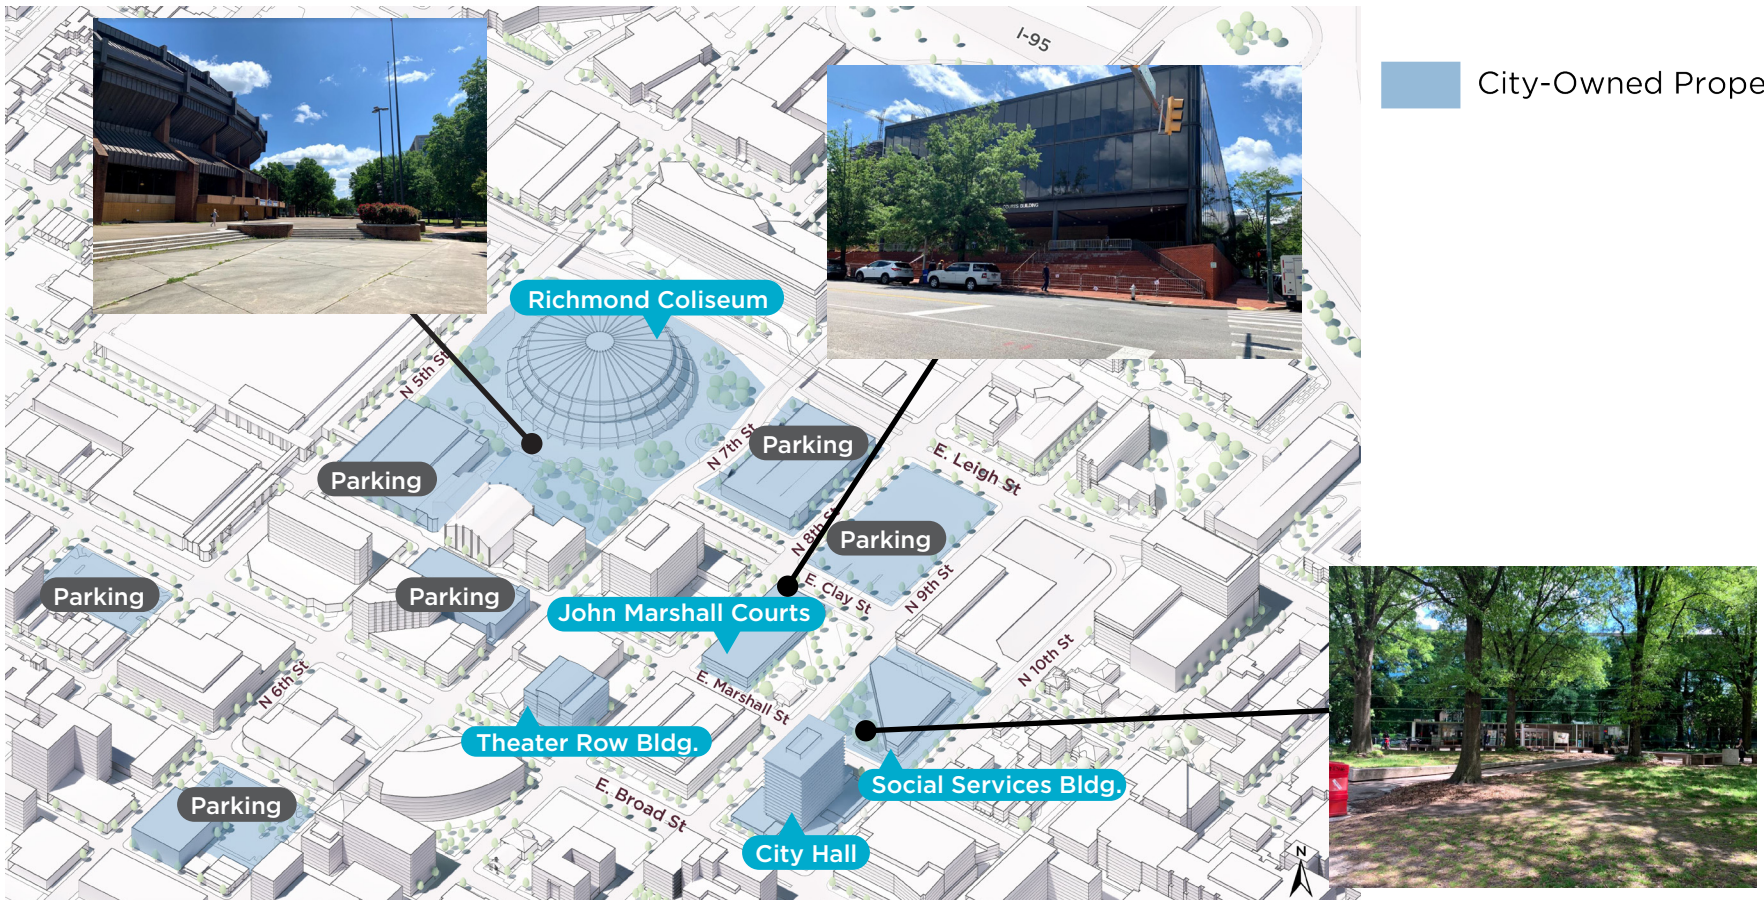 I-95
City-Owned Prope
Richmond Coliseum
N 5th St
Parking
N 7th St
Parking
E. Leigh St
N 8th St
Parking
Parking
Parking
E. Clay St
N 9th St
John Marshall Courts
N 10th St
N 6th St
E. Marshall St
Theater Row Bldg.
Social Services Bldg.
Parking
E. Broad St
City Hall
N